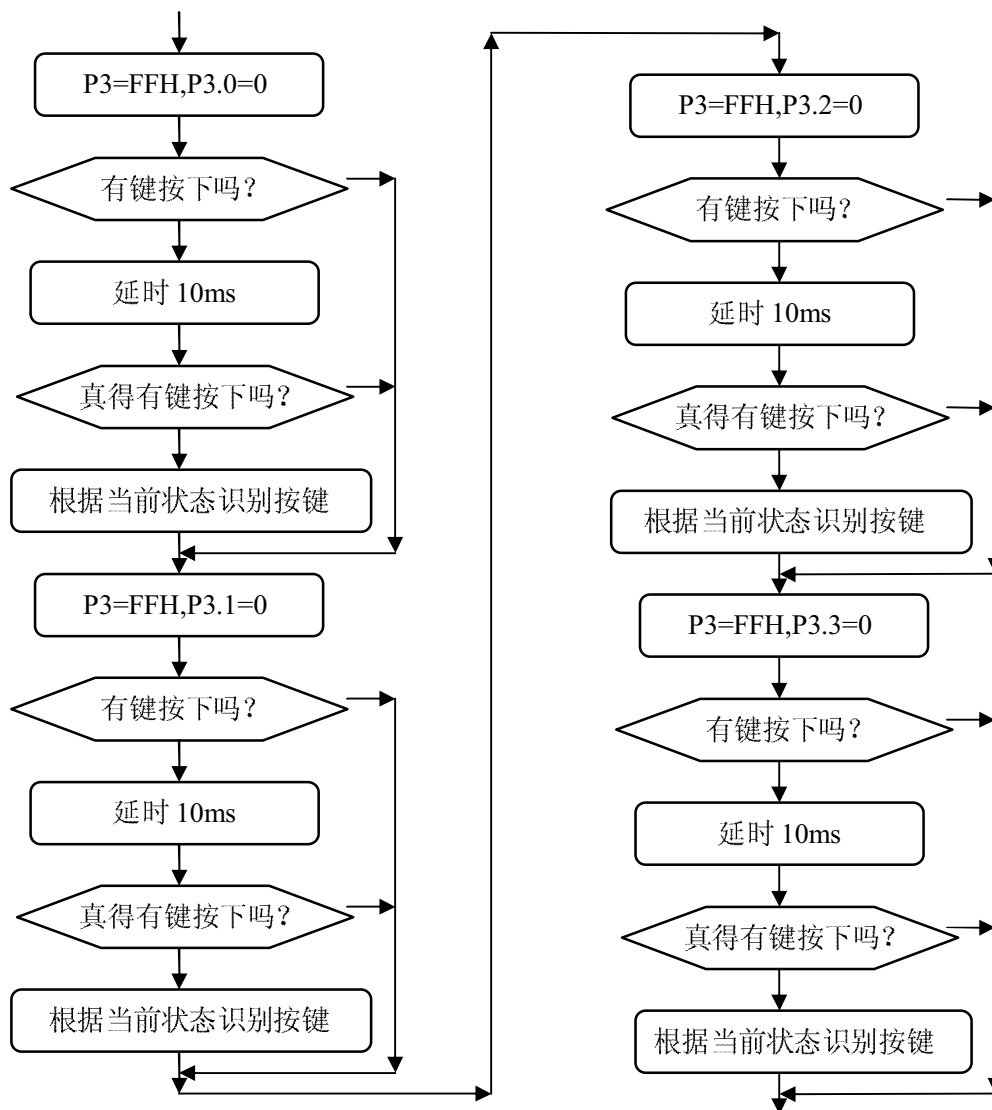 P3=FFH,P3.0=0
有键按下吗？
延时 10ms
真得有键按下吗？
根据当前状态识别按键
P3=FFH,P3.1=0
有键按下吗？
延时 10ms
真得有键按下吗？
根据当前状态识别按键
P3=FFH,P3.2=0
有键按下吗？
延时 10ms
真得有键按下吗？
根据当前状态识别按键
P3=FFH,P3.3=0
有键按下吗？
延时 10ms
真得有键按下吗？
根据当前状态识别按键